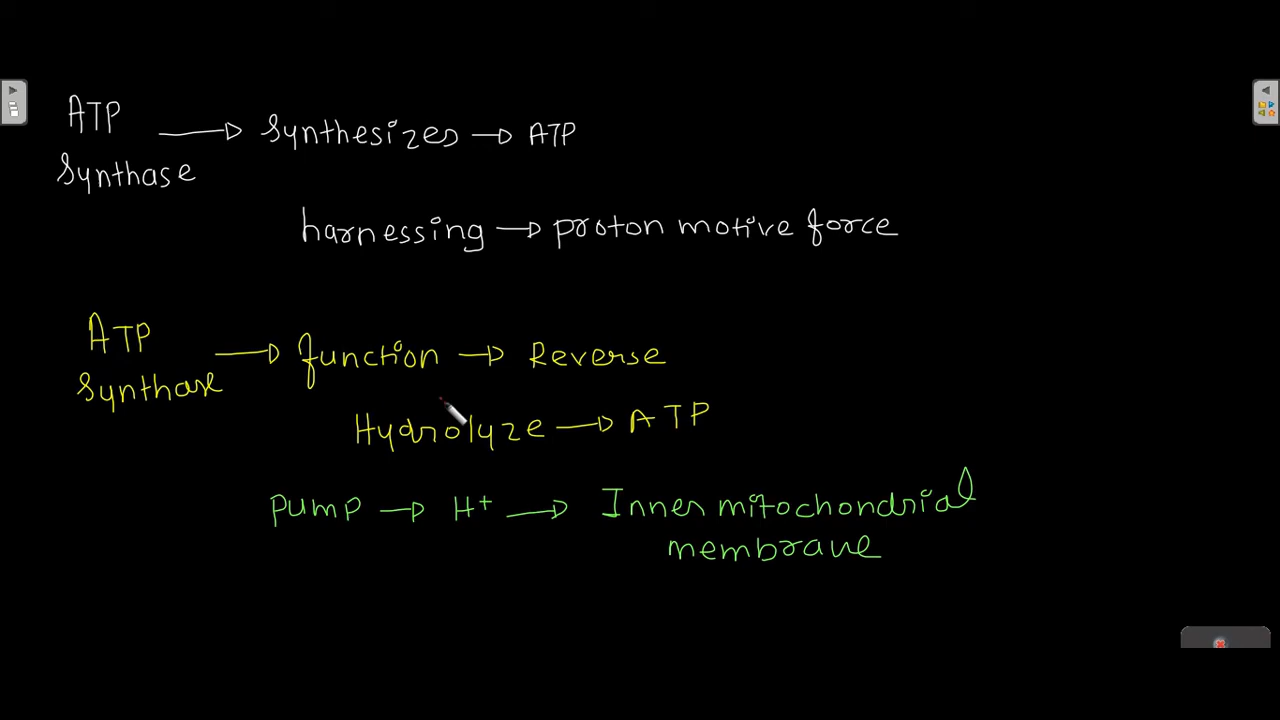 ATP
Synthase → Synthesizes → ATP
harnessing → proton motive force
ATP
Synthase → function → Reverse
Hydrolyze → ATP
pump → H+ → Inner mitochondrial
membrane